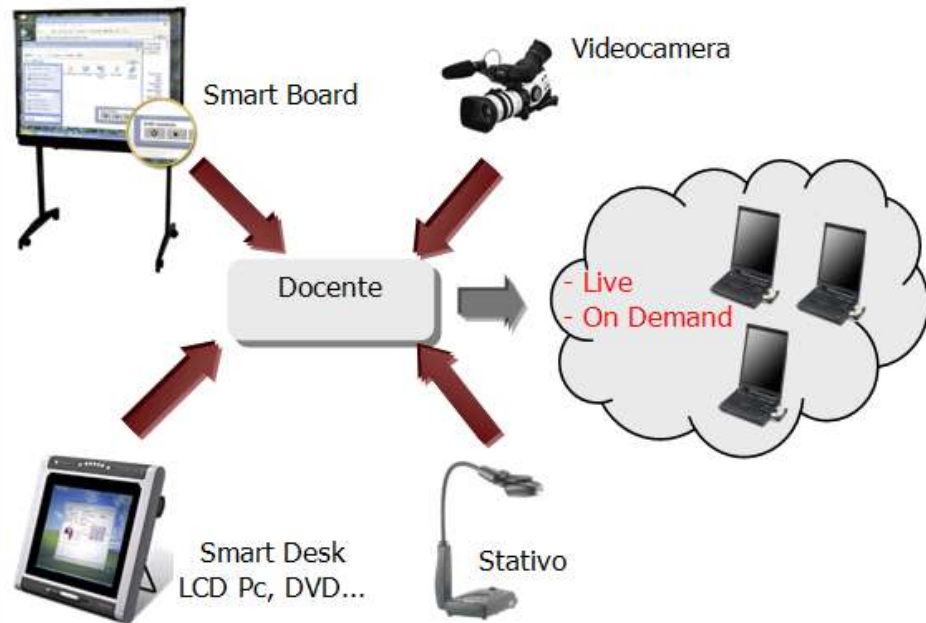 Videocamera
Smart Board
Docente
- Live
- On Demand
Smart Desk
LCD Pc, DVD...
Stativo